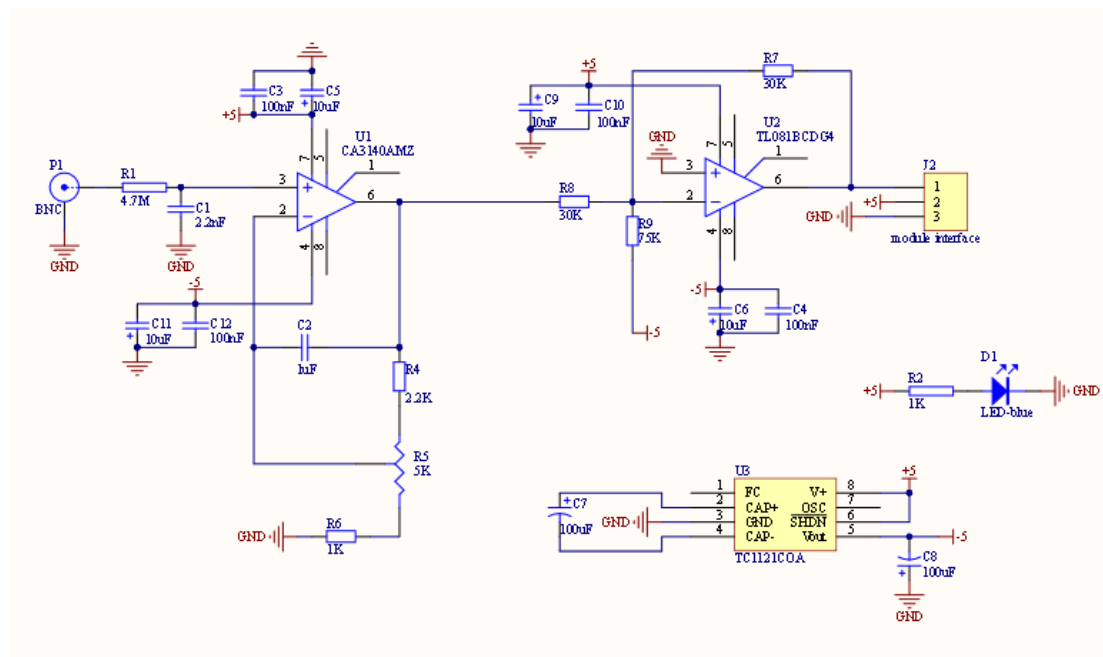 C3
100nF
C5
10uF
+5
U1
CA3140AMZ
7
5
1
3
2
6
4
8
P1
BNC
GND
R1
4.7M
C1
2.2nF
GND
-5
C11
10uF
C12
100nF
C2
1uF
R4
2.2K
R5
5K
GND
R6
1K
+5
C9
10uF
C10
100nF
GND
R7
30K
U2
TL081BCDG4
7
5
1
3
2
6
4
8
R8
30K
R9
75K
-5
-5
C6
10uF
C4
100nF
J2
1
2
3
+5
GND
module interface
D1
R2
+5
1K
LED-blue
GND
U3
1
2
3
4
FC
CAP+
GND
CAP-
V+
OSC
SHDN
Vout
8
7
6
5
TC1121COA
C7
100uF
GND
+5
-5
C8
100uF
GND